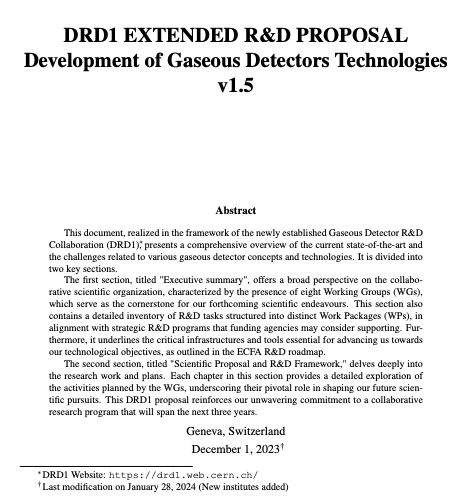 DRD1 EXTENDED R&D PROPOSAL
Development of Gaseous Detectors Technologies
v1.5
Abstract
This document, realized in the framework of the newly established Gaseous Detector R&D
Collaboration (DRD1)*, presents a comprehensive overview of the current state-of-the-art and
the challenges related to various gaseous detector concepts and technologies. It is divided into
two key sections.
The first section, titled "Executive summary", offers a broad perspective on the collabo-
rative scientific organization, characterized by the presence of eight Working Groups (WGs),
which serve as the cornerstone for our forthcoming scientific endeavours. This section also
contains a detailed inventory of R&D tasks structured into distinct Work Packages (WPs), in
alignment with strategic R&D programs that funding agencies may consider supporting. Fur-
thermore, it underlines the critical infrastructures and tools essential for advancing us towards
our technological objectives, as outlined in the ECFA R&D roadmap.
The second section, titled "Scientific Proposal and R&D Framework," delves deeply into
the research work and plans. Each chapter in this section provides a detailed exploration of
the activities planned by the WGs, underscoring their pivotal role in shaping our future scien-
tific pursuits. This DRD1 proposal reinforces our unwavering commitment to a collaborative
research program that will span the next three years.
Geneva, Switzerland
December 1, 2023†
*DRD1 Website: https://drd1.web.cern.ch/
†Last modification on January 28, 2024 (New institutes added)